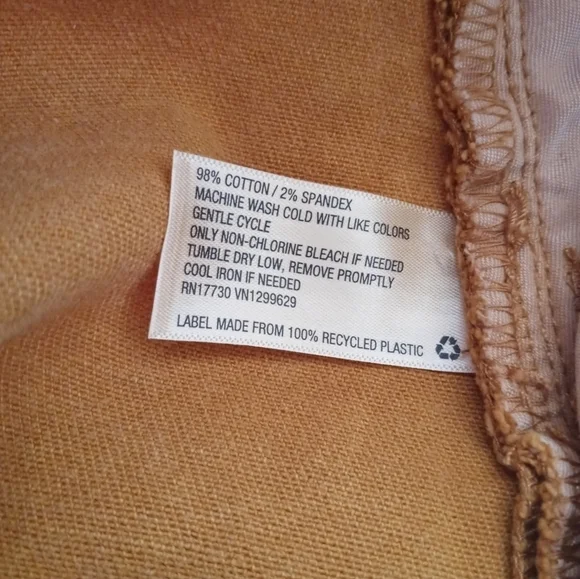 98% COTTON / 2% SPANDEX
MACHINE WASH COLD WITH LIKE COLORS
GENTLE CYCLE
ONLY NON-CHLORINE BLEACH IF NEEDED
TUMBLE DRY LOW, REMOVE PROMPTLY
COOL IRON IF NEEDED
RN17730 VN1299629
LABEL MADE FROM 100% RECYCLED PLASTIC